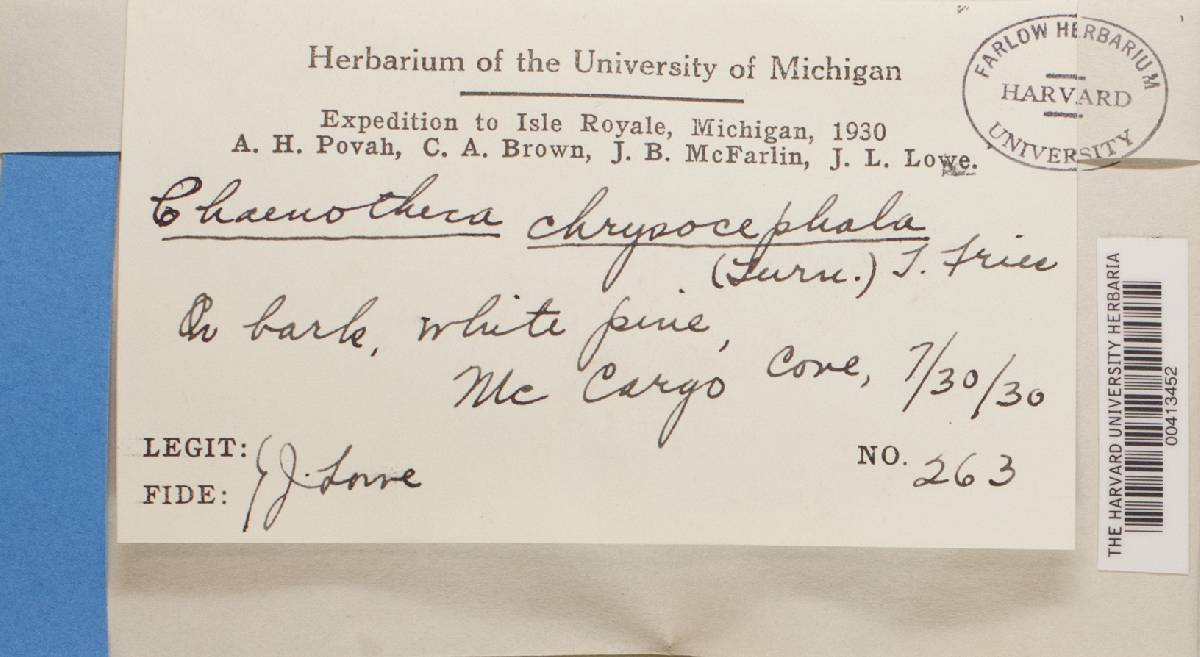 Herbarium of the University of Michigan
Expedition to Isle Royale, Michigan, 1930
A. H. Povah, C. A. Brown, J. B. McFarlin, J. L. Lowe.
Chaenotheca chrysocephala
(Turn.) T. Fries
On bark, white pine,
Mc Cargo Cove, 7/30/30
LEGIT:
FIDE:
J. Lowe
NO. 263
FARLOW HERBARIUM
HARVARD
UNIVERSITY
THE HARVARD UNIVERSITY HERBARIA
00413452